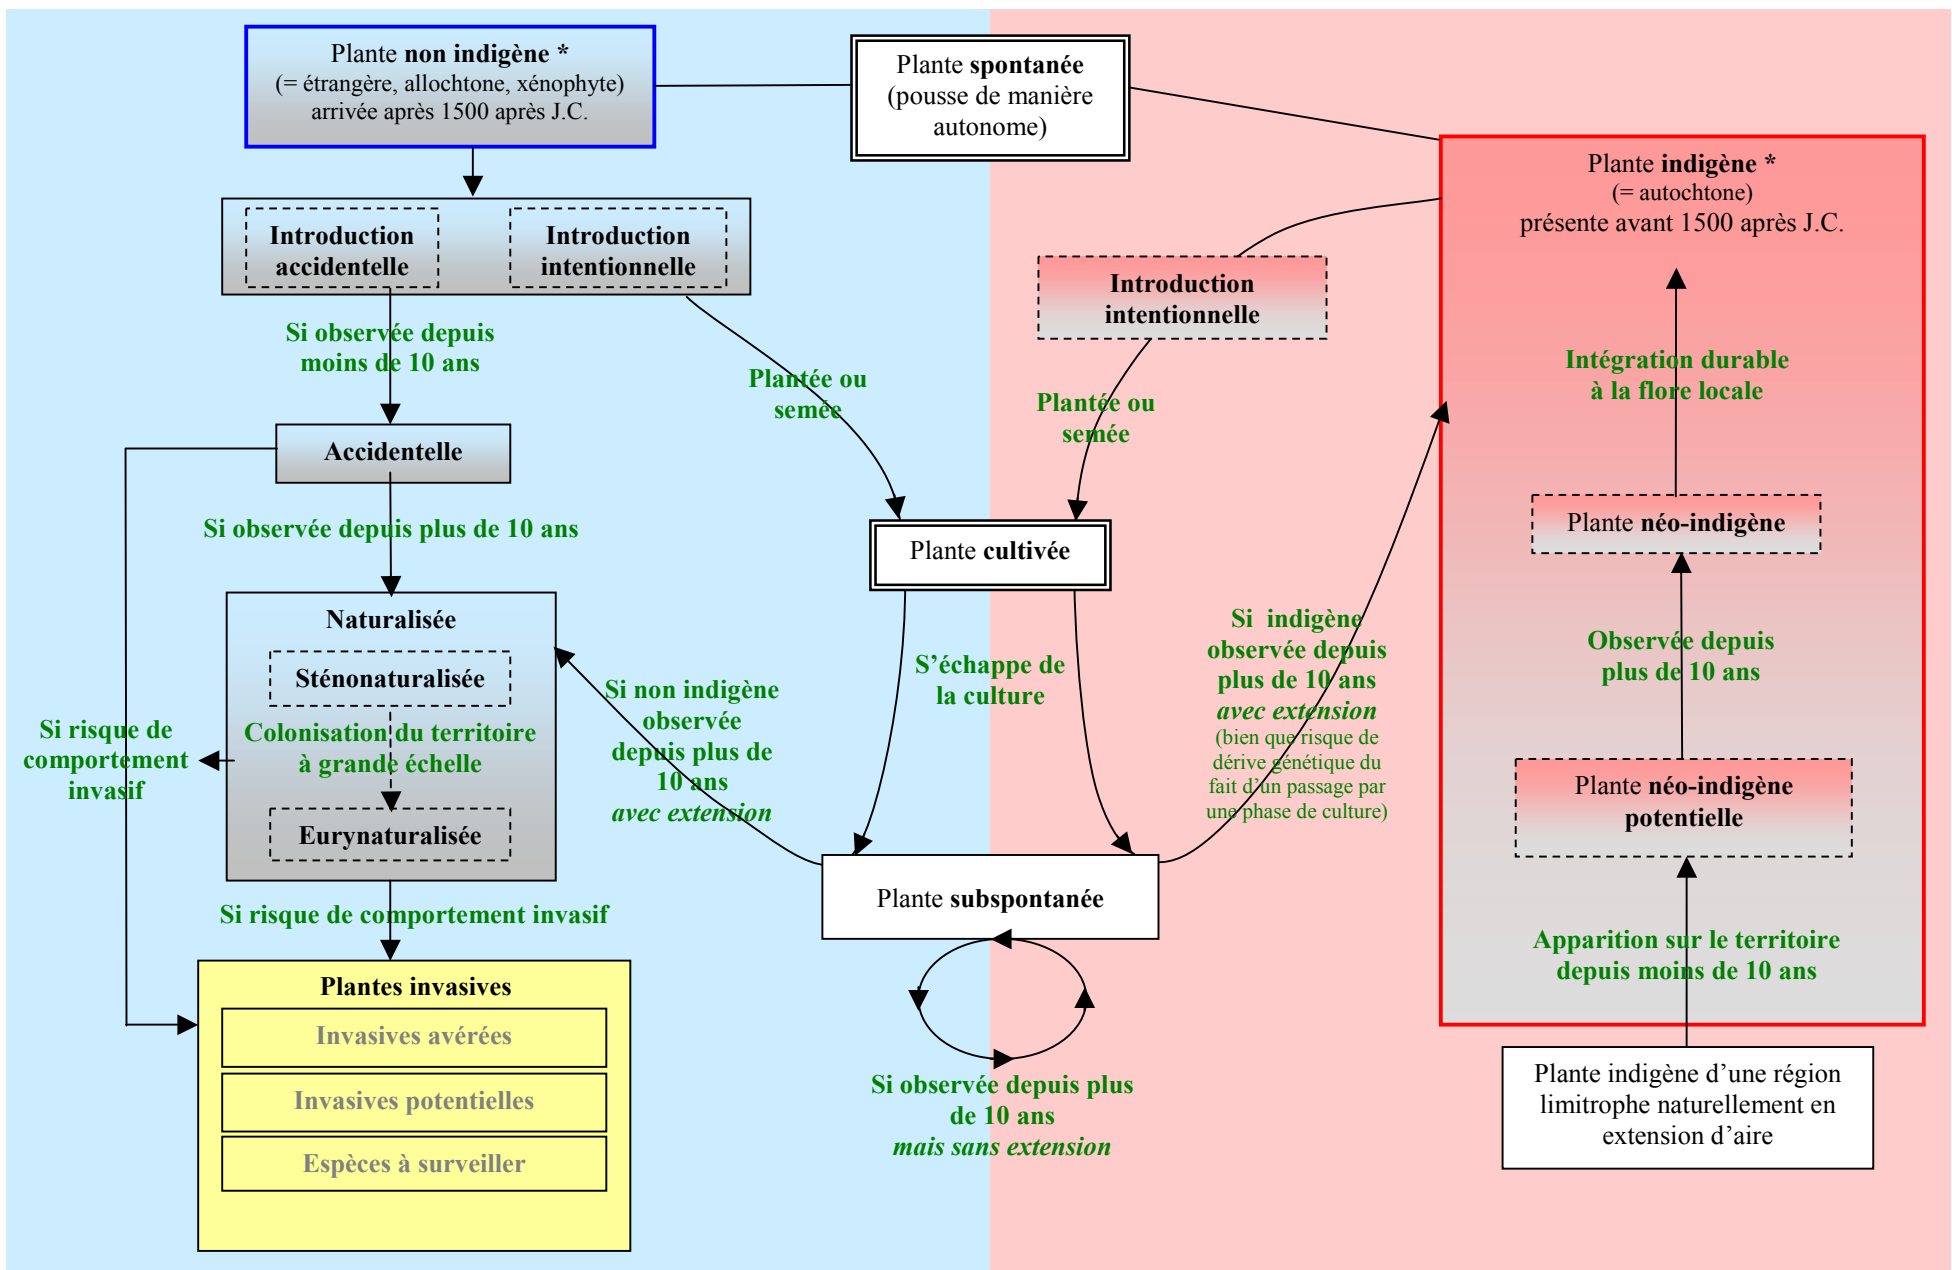 Plante non indigène *
(= étrangère, allochtone, xénophyte)
arrivée après 1500 après J.C.
Plante spontanée
(pousse de manière
autonome)
Plante indigène *
(= autochtone)
présente avant 1500 après J.C.
Introduction
accidentelle
Introduction
intentionnelle
Introduction
intentionnelle
Si observée depuis
moins de 10 ans
Plantée ou
semée
Plantée ou
semée
Intégration durable
à la flore locale
Accidentelle
Si observée depuis plus de 10 ans
Plante cultivée
Plante néo-indigène
Naturalisée
Sténonaturalisée
Colonisation du territoire
à grande échelle
Eurynaturalisée
Si risque de
comportement
invasif
Si non indigène
observée
depuis plus de
10 ans
avec extension
S’échappe de
la culture
Si  indigène
observée depuis
plus de 10 ans
avec extension
(bien que risque de
dérive génétique du
fait d’un passage par
une phase de culture)
Observée depuis
plus de 10 ans
Plante néo-indigène
potentielle
Plante subspontanée
Si risque de comportement invasif
Apparition sur le territoire
depuis moins de 10 ans
Plantes invasives
Invasives avérées
Invasives potentielles
Espèces à surveiller
Si observée depuis plus
de 10 ans
mais sans extension
Plante indigène d’une région
limitrophe naturellement en
extension d’aire